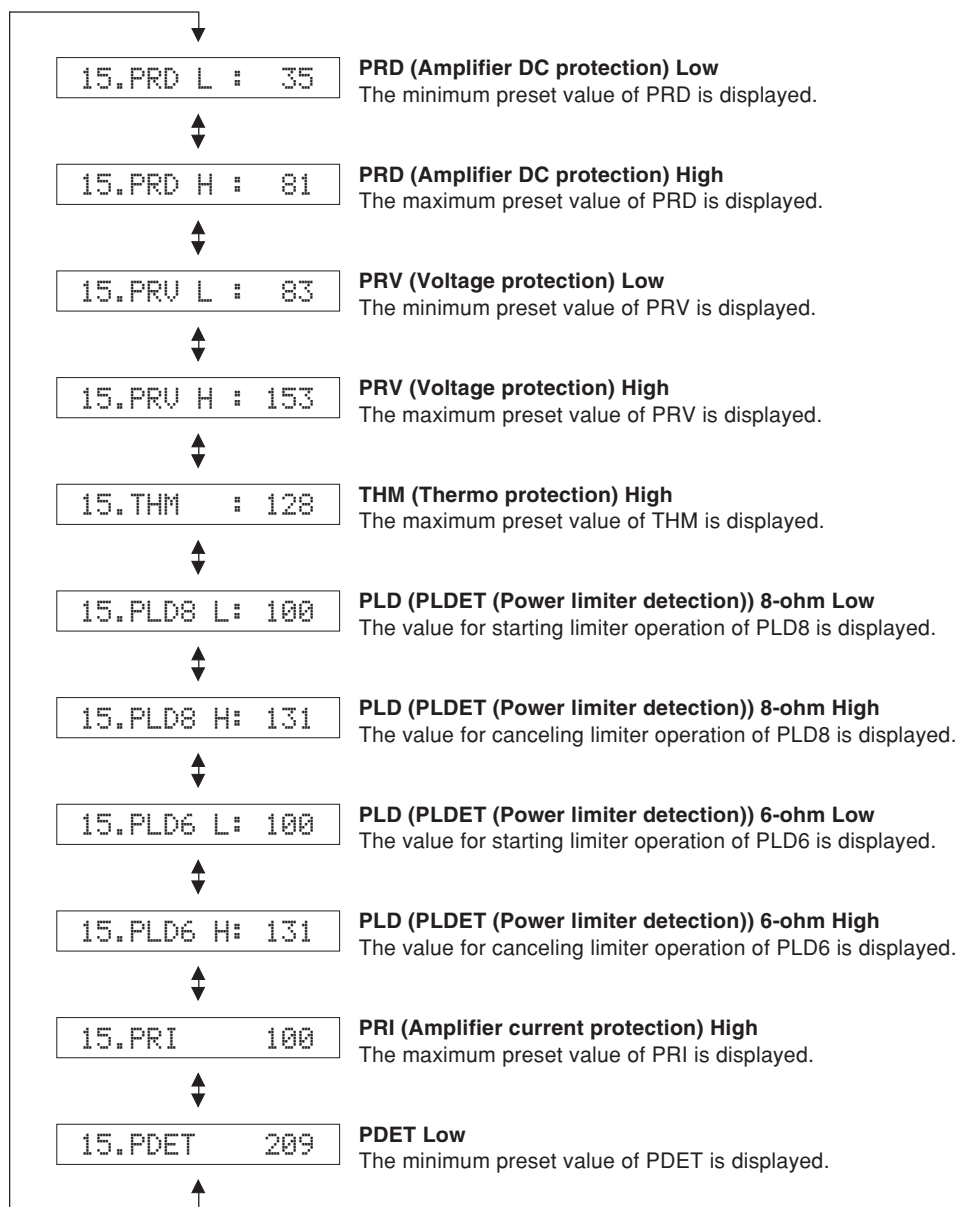 15.PRD L : 35
PRD (Amplifier DC protection) Low
The minimum preset value of PRD is displayed.
15.PRD H : 81
PRD (Amplifier DC protection) High
The maximum preset value of PRD is displayed.
15.PRV L : 83
PRV (Voltage protection) Low
The minimum preset value of PRV is displayed.
15.PRV H : 153
PRV (Voltage protection) High
The maximum preset value of PRV is displayed.
15.THM : 128
THM (Thermo protection) High
The maximum preset value of THM is displayed.
15.PLD8 L: 100
PLD (PLDET (Power limiter detection)) 8-ohm Low
The value for starting limiter operation of PLD8 is displayed.
15.PLD8 H: 131
PLD (PLDET (Power limiter detection)) 8-ohm High
The value for canceling limiter operation of PLD8 is displayed.
15.PLD6 L: 100
PLD (PLDET (Power limiter detection)) 6-ohm Low
The value for starting limiter operation of PLD6 is displayed.
15.PLD6 H: 131
PLD (PLDET (Power limiter detection)) 6-ohm High
The value for canceling limiter operation of PLD6 is displayed.
15.PRI 100
PRI (Amplifier current protection) High
The maximum preset value of PRI is displayed.
15.PDET 209
PDET Low
The minimum preset value of PDET is displayed.